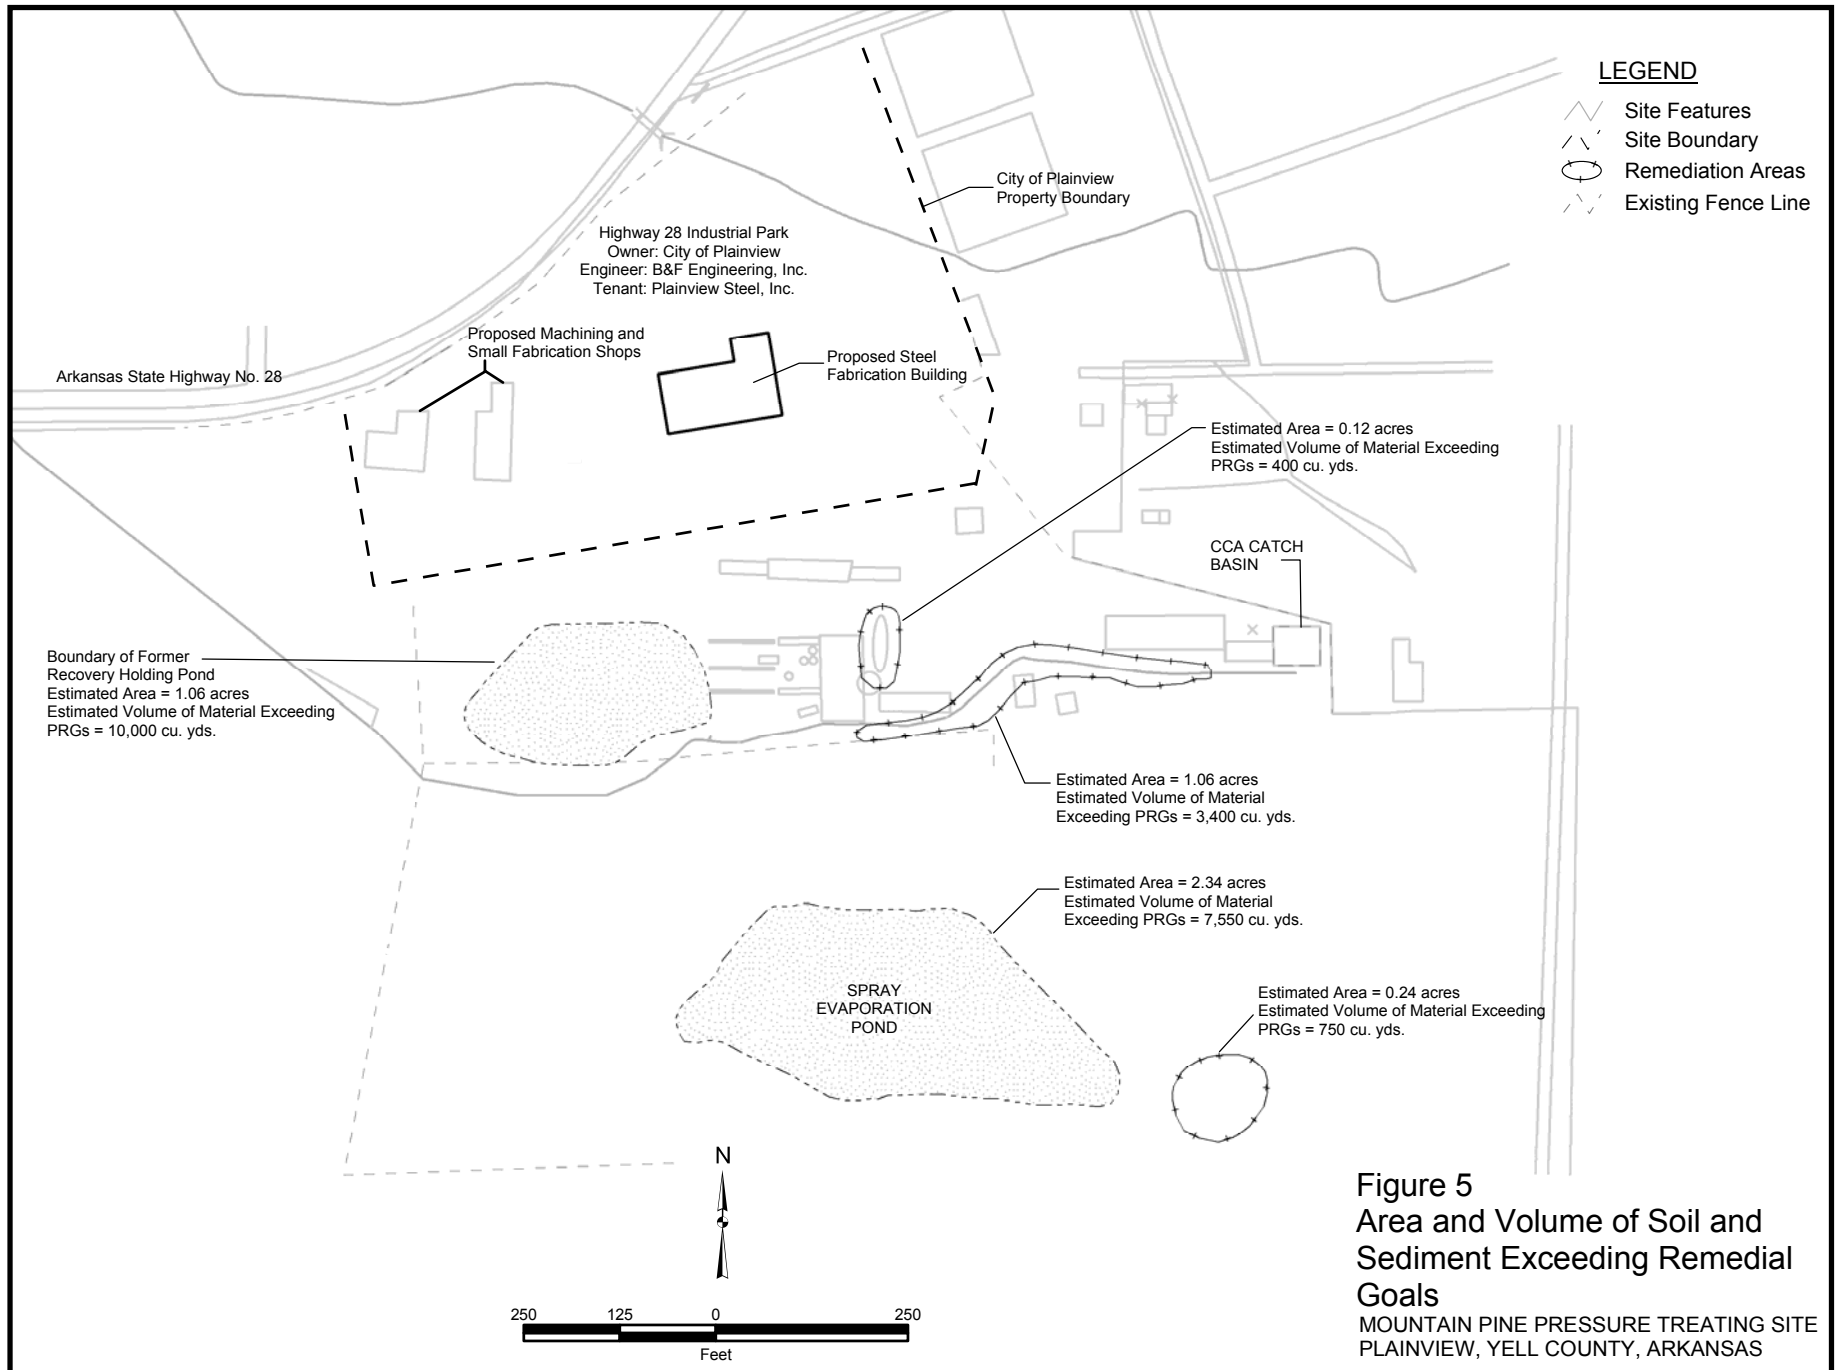 LEGEND
Site Features
Site Boundary
Remediation Areas
Existing Fence Line
City of Plainview
Property Boundary
Highway 28 Industrial Park
Owner: City of Plainview
Engineer: B&F Engineering, Inc.
Tenant: Plainview Steel, Inc.
Proposed Machining and
Small Fabrication Shops
Arkansas State Highway No. 28
Proposed Steel
Fabrication Building
Estimated Area = 0.12 acres
Estimated Volume of Material Exceeding
PRGs = 400 cu. yds.
CCA CATCH
BASIN
Boundary of Former
Recovery Holding Pond
Estimated Area = 1.06 acres
Estimated Volume of Material Exceeding
PRGs = 10,000 cu. yds.
Estimated Area = 1.06 acres
Estimated Volume of Material
Exceeding PRGs = 3,400 cu. yds.
Estimated Area = 2.34 acres
Estimated Volume of Material
Exceeding PRGs = 7,550 cu. yds.
SPRAY
EVAPORATION
POND
Estimated Area = 0.24 acres
Estimated Volume of Material Exceeding
PRGs = 750 cu. yds.
N
250 125 0 250
Feet
Figure 5
Area and Volume of Soil and
Sediment Exceeding Remedial
Goals
MOUNTAIN PINE PRESSURE TREATING SITE
PLAINVIEW, YELL COUNTY, ARKANSAS